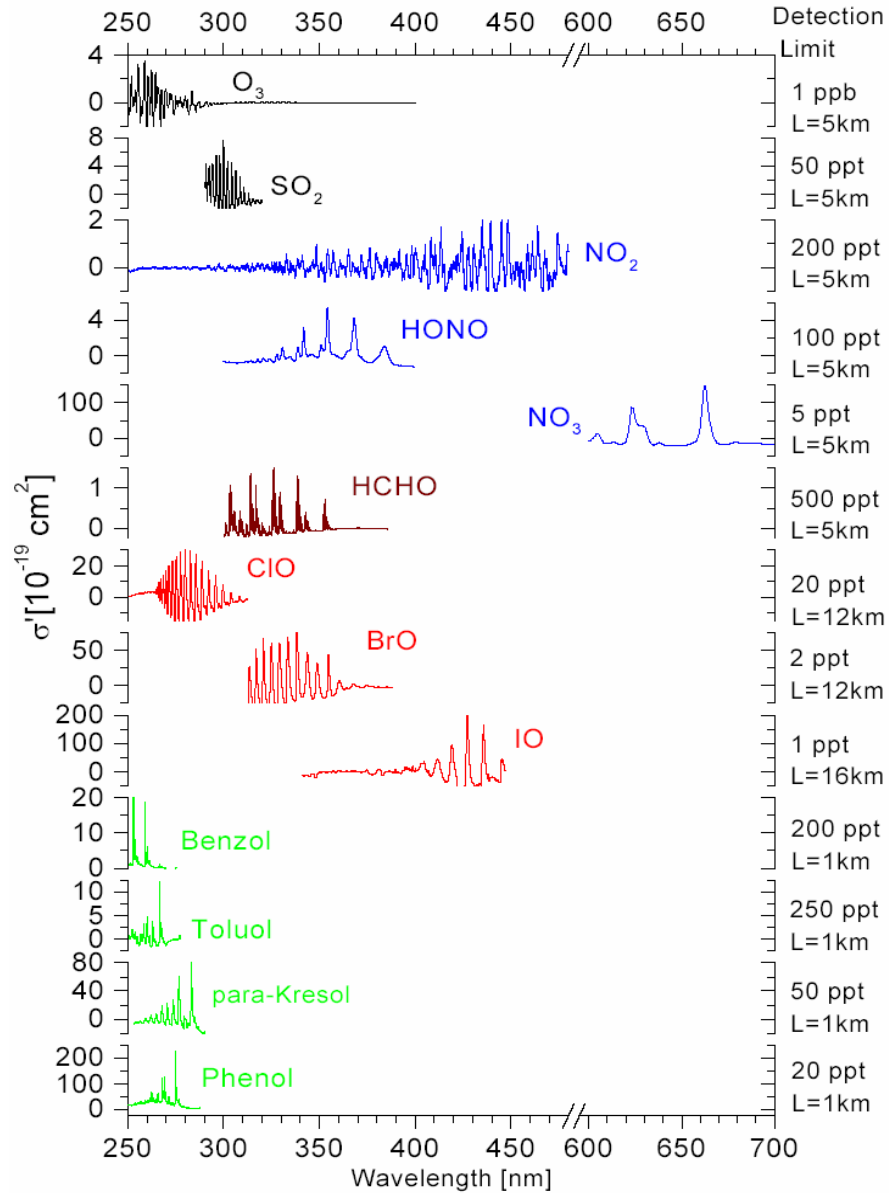 250 300 350 400 450 600 650
Detection
Limit
4
0
O3
1 ppb
L=5km
8
4
0
SO2
50 ppt
L=5km
2
0
NO2
200 ppt
L=5km
4
0
HONO
100 ppt
L=5km
100
0
NO3
5 ppt
L=5km
1
0
HCHO
500 ppt
L=5km
20
0
ClO
20 ppt
L=12km
50
0
BrO
2 ppt
L=12km
200
100
0
IO
1 ppt
L=16km
20
10
0
Benzol
200 ppt
L=1km
10
5
0
Toluol
250 ppt
L=1km
80
40
0
para-Kresol
50 ppt
L=1km
200
100
0
Phenol
20 ppt
L=1km
σ'[10⁻¹⁹ cm²]
250 300 350 400 450 600 650 700
Wavelength [nm]